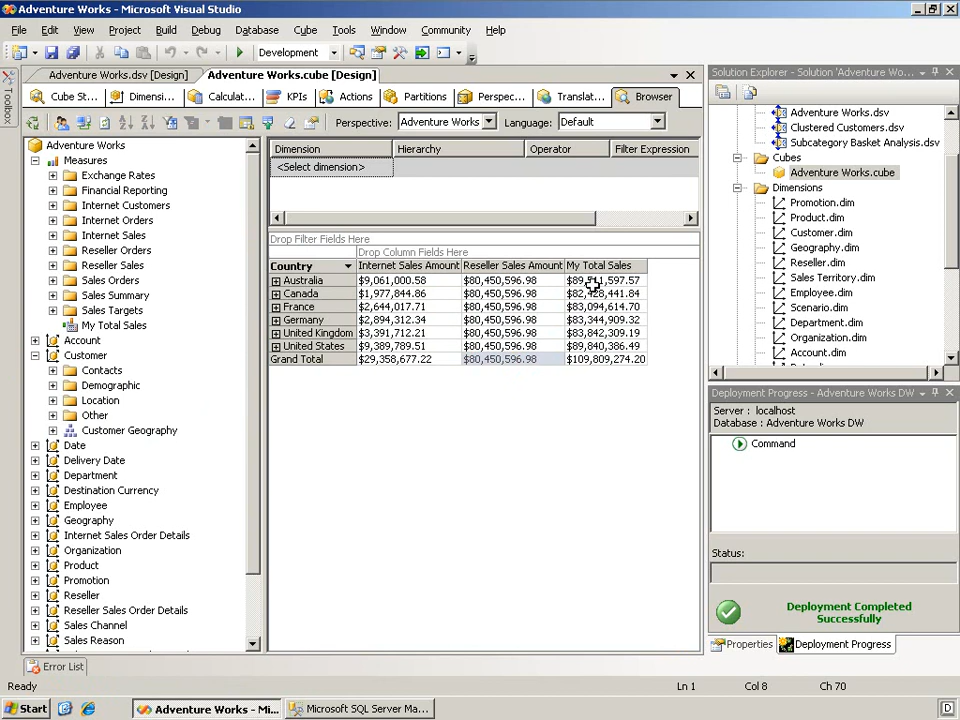 Adventure Works - Microsoft Visual Studio
File Edit View Project Build Debug Database Cube Tools Window Community Help
Development
Toolbox
Adventure Works.dsv [Design] Adventure Works.cube [Design]
Cube St... Dimensi... Calculat... KPIs Actions Partitions Perspec... Translat... Browser
Perspective: Adventure Works Language: Default
Adventure Works
Measures
Exchange Rates
Financial Reporting
Internet Customers
Internet Orders
Internet Sales
Reseller Orders
Reseller Sales
Sales Orders
Sales Summary
Sales Targets
My Total Sales
Account
Customer
Contacts
Demographic
Location
Other
Customer Geography
Date
Delivery Date
Department
Destination Currency
Employee
Geography
Internet Sales Order Details
Organization
Product
Promotion
Reseller
Reseller Sales Order Details
Sales Channel
Sales Reason
Dimension Hierarchy Operator Filter Expression
<Select dimension>
Drop Filter Fields Here
Drop Column Fields Here
Country Internet Sales Amount Reseller Sales Amount My Total Sales
Australia $9,061,000.58 $80,450,596.98 $89,511,597.57
Canada $1,977,844.86 $80,450,596.98 $82,428,441.84
France $2,644,017.71 $80,450,596.98 $83,094,614.70
Germany $2,894,312.34 $80,450,596.98 $83,344,909.32
United Kingdom $3,391,712.21 $80,450,596.98 $83,842,309.19
United States $9,389,789.51 $80,450,596.98 $89,840,386.49
Grand Total $29,358,677.22 $80,450,596.98 $109,809,274.20
Solution Explorer - Solution 'Adventure Wo...
Adventure Works.dsv
Clustered Customers.dsv
Subcategory Basket Analysis.dsv
Cubes
Adventure Works.cube
Dimensions
Promotion.dim
Product.dim
Customer.dim
Geography.dim
Reseller.dim
Sales Territory.dim
Employee.dim
Scenario.dim
Department.dim
Organization.dim
Account.dim
Deployment Progress - Adventure Works DW
Server : localhost
Database : Adventure Works DW
Command
Status:
Deployment Completed
Successfully
Properties Deployment Progress
Error List
Ready Ln 1 Col 8 Ch 70
Start Adventure Works - Mi... Microsoft SQL Server Ma... D